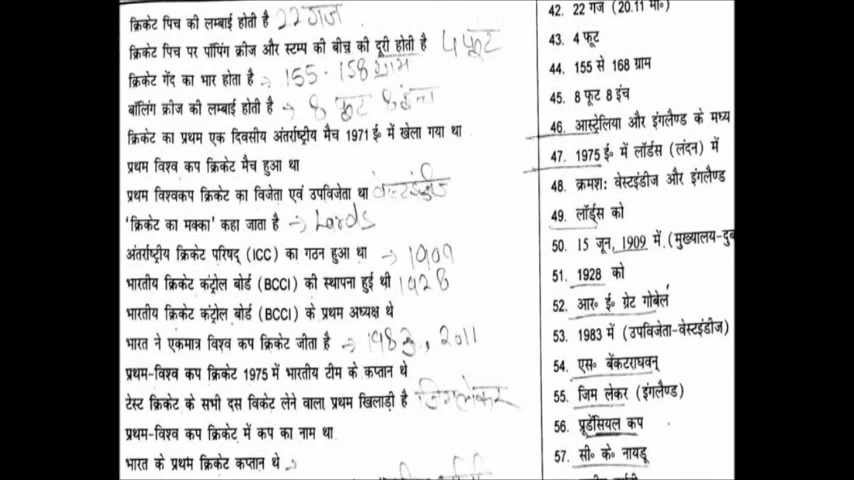 क्रिकेट पिच की लम्बाई होती है 22 गज
क्रिकेट पिच पर पॉपिंग क्रीज और स्टम्प की बीच की दूरी होती है 4 फूट
क्रिकेट गेंद का भार होता है → 155 - 158 ग्राम
बॉलिंग क्रीज की लम्बाई होती है → 8 फूट 8 इंच
क्रिकेट का प्रथम एक दिवसीय अंतर्राष्ट्रीय मैच 1971 ई० में खेला गया था
प्रथम विश्व कप क्रिकेट मैच हुआ था
प्रथम विश्वकप क्रिकेट का विजेता एवं उपविजेता था वेस्टइंडीज
'क्रिकेट का मक्का' कहा जाता है → Lords
अंतर्राष्ट्रीय क्रिकेट परिषद् (ICC) का गठन हुआ था → 1909
भारतीय क्रिकेट कंट्रोल बोर्ड (BCCI) की स्थापना हुई थी 1928
भारतीय क्रिकेट कंट्रोल बोर्ड (BCCI) के प्रथम अध्यक्ष थे
भारत ने एकमात्र विश्व कप क्रिकेट जीता है → 1983, 2011
प्रथम-विश्व कप क्रिकेट 1975 में भारतीय टीम के कप्तान थे
टेस्ट क्रिकेट के सभी दस विकेट लेने वाला प्रथम खिलाड़ी है जिमलेकर
प्रथम-विश्व कप क्रिकेट में कप का नाम था
भारत के प्रथम क्रिकेट कप्तान थे
42. 22 गज (20.11 मी०)
43. 4 फूट
44. 155 से 168 ग्राम
45. 8 फूट 8 इंच
46. आस्ट्रेलिया और इंगलैण्ड के मध्य
47. 1975 ई० में लॉर्डस (लंदन) में
48. क्रमशः वेस्टइंडीज और इंगलैण्ड
49. लॉर्ड्स को
50. 15 जून, 1909 में (मुख्यालय-दुब
51. 1928 को
52. आर० ई० ग्रेट गोबेल
53. 1983 में (उपविजेता-वेस्टइंडीज)
54. एस० बेंकटराघवन्
55. जिम लेकर (इंगलैण्ड)
56. प्रूडेंसियल कप
57. सी० के० नायडू